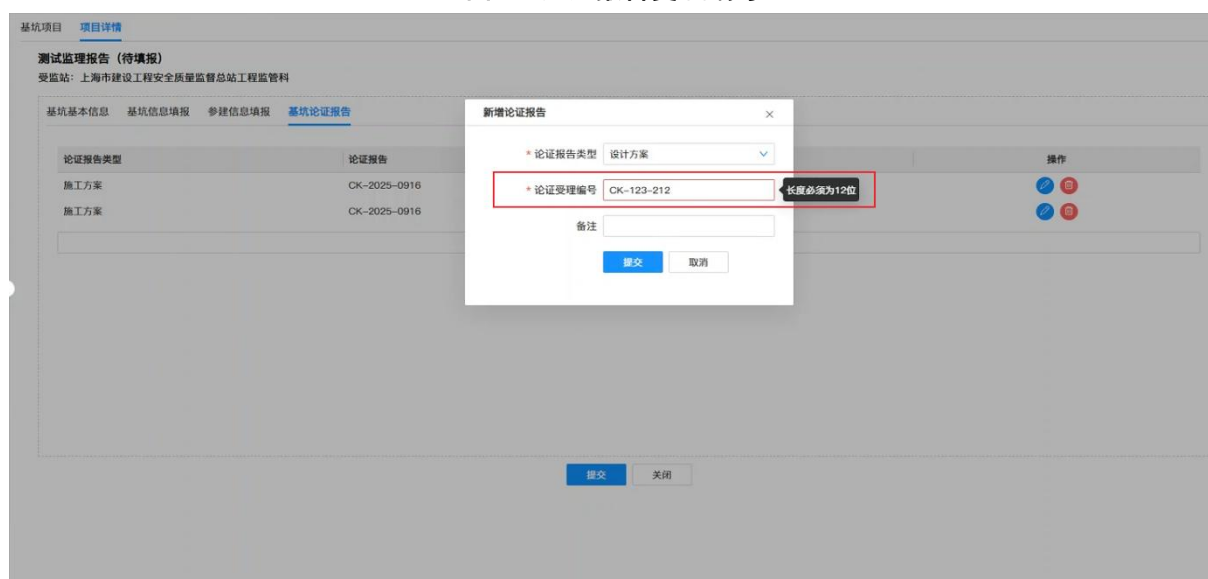 基坑项目 项目详情
测试监理报告（待填报）
受监站：上海市建设工程安全质量监督总站工程监管科
基坑基本信息 基坑信息填报 参建信息填报 基坑论证报告
新增论证报告 ×
* 论证报告类型 设计方案
* 论证受理编号 CK-123-212 长度必须为12位
备注
提交 取消
论证报告类型 论证报告 操作
施工方案 CK-2025-0916
施工方案 CK-2025-0916
提交 关闭